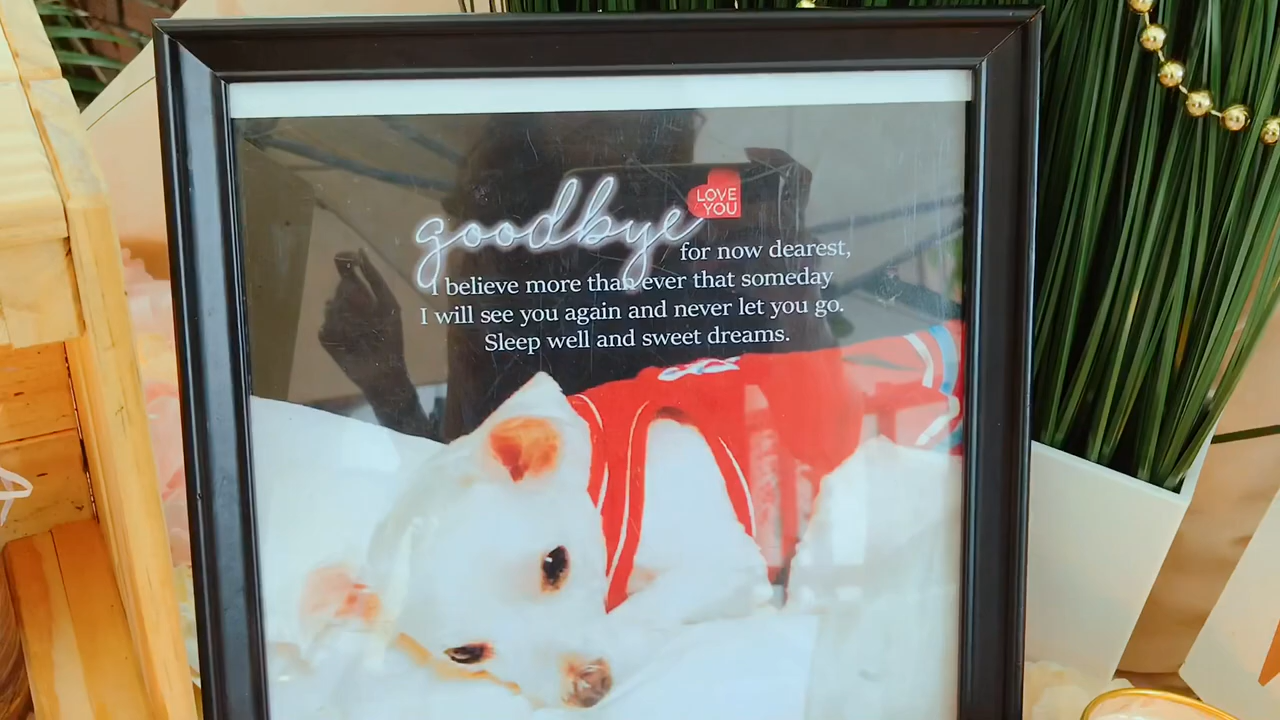 goodbye
LOVE
YOU
for now dearest,
I believe more than ever that someday
I will see you again and never let you go.
Sleep well and sweet dreams.